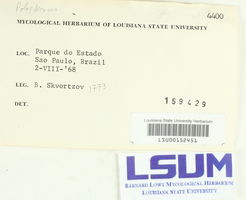 4400
MYCOLOGICAL HERBARIUM OF LOUISIANA STATE UNIVERSITY
LOC. Parque do Estado
Sao Paulo, Brazil
2-VIII-'68
LEG. B. Skvortzov 1773
DET.
159429
Louisiana State University Herbarium
LSU00152451
LSUM
BERNARD LOWY MYCOLOGICAL HERBARIUM
LOUISIANA STATE UNIVERSITY